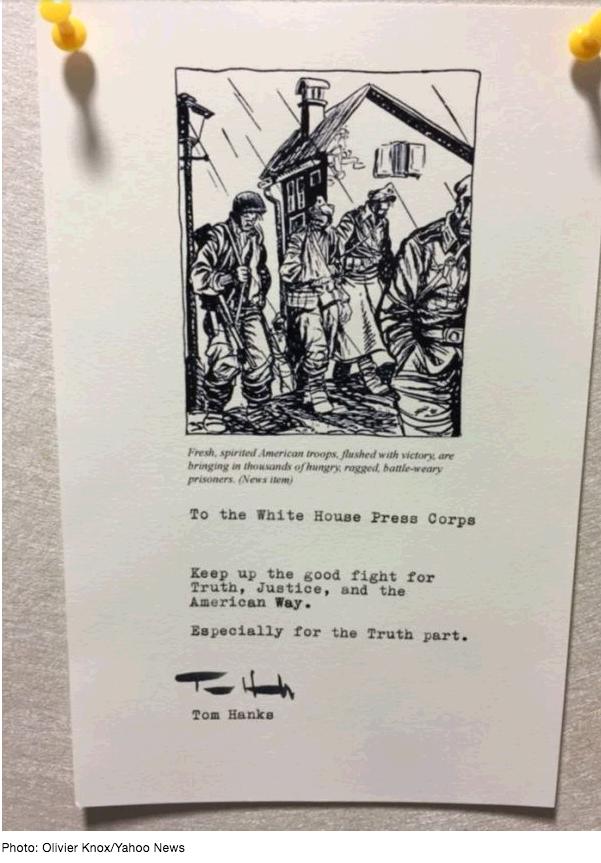 Fresh, spirited American troops, flushed with victory, are
bringing in thousands of hungry, ragged, battle-weary
prisoners. (News item)
To the White House Press Corps
Keep up the good fight for
Truth, Justice, and the
American Way.
Especially for the Truth part.
Tom Hanks
Tom Hanks
Photo: Olivier Knox/Yahoo News